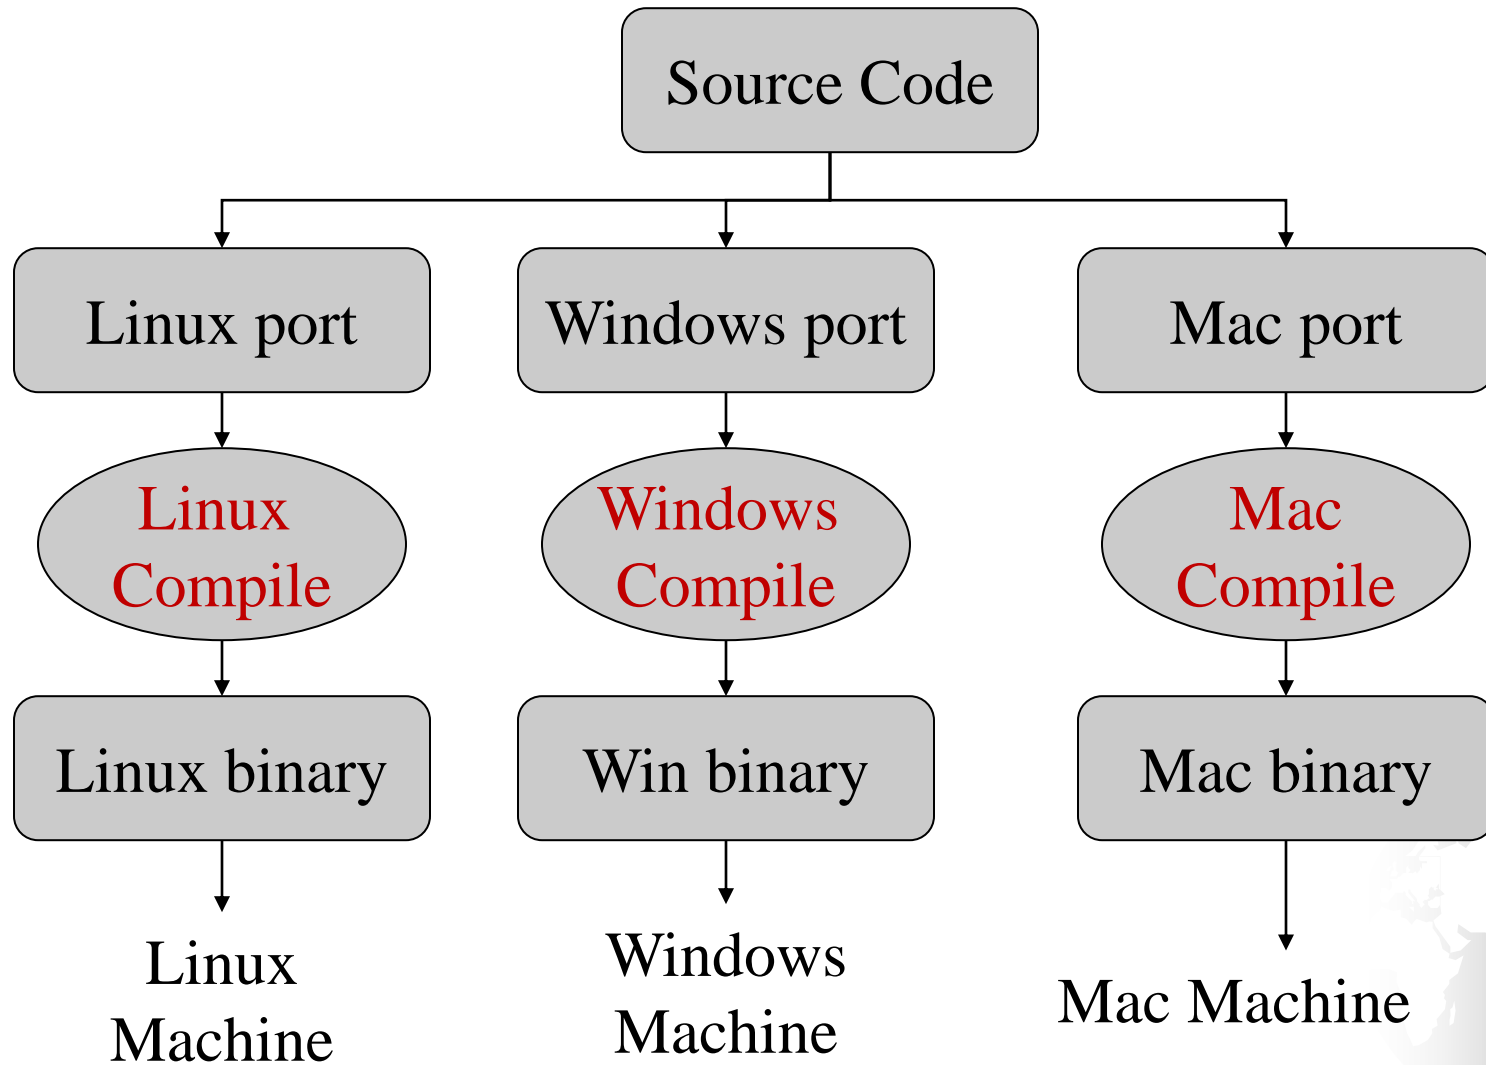 Source Code
Linux port
Windows port
Mac port
Linux
Compile
Windows
Compile
Mac
Compile
Linux binary
Win binary
Mac binary
Linux
Machine
Windows
Machine
Mac Machine